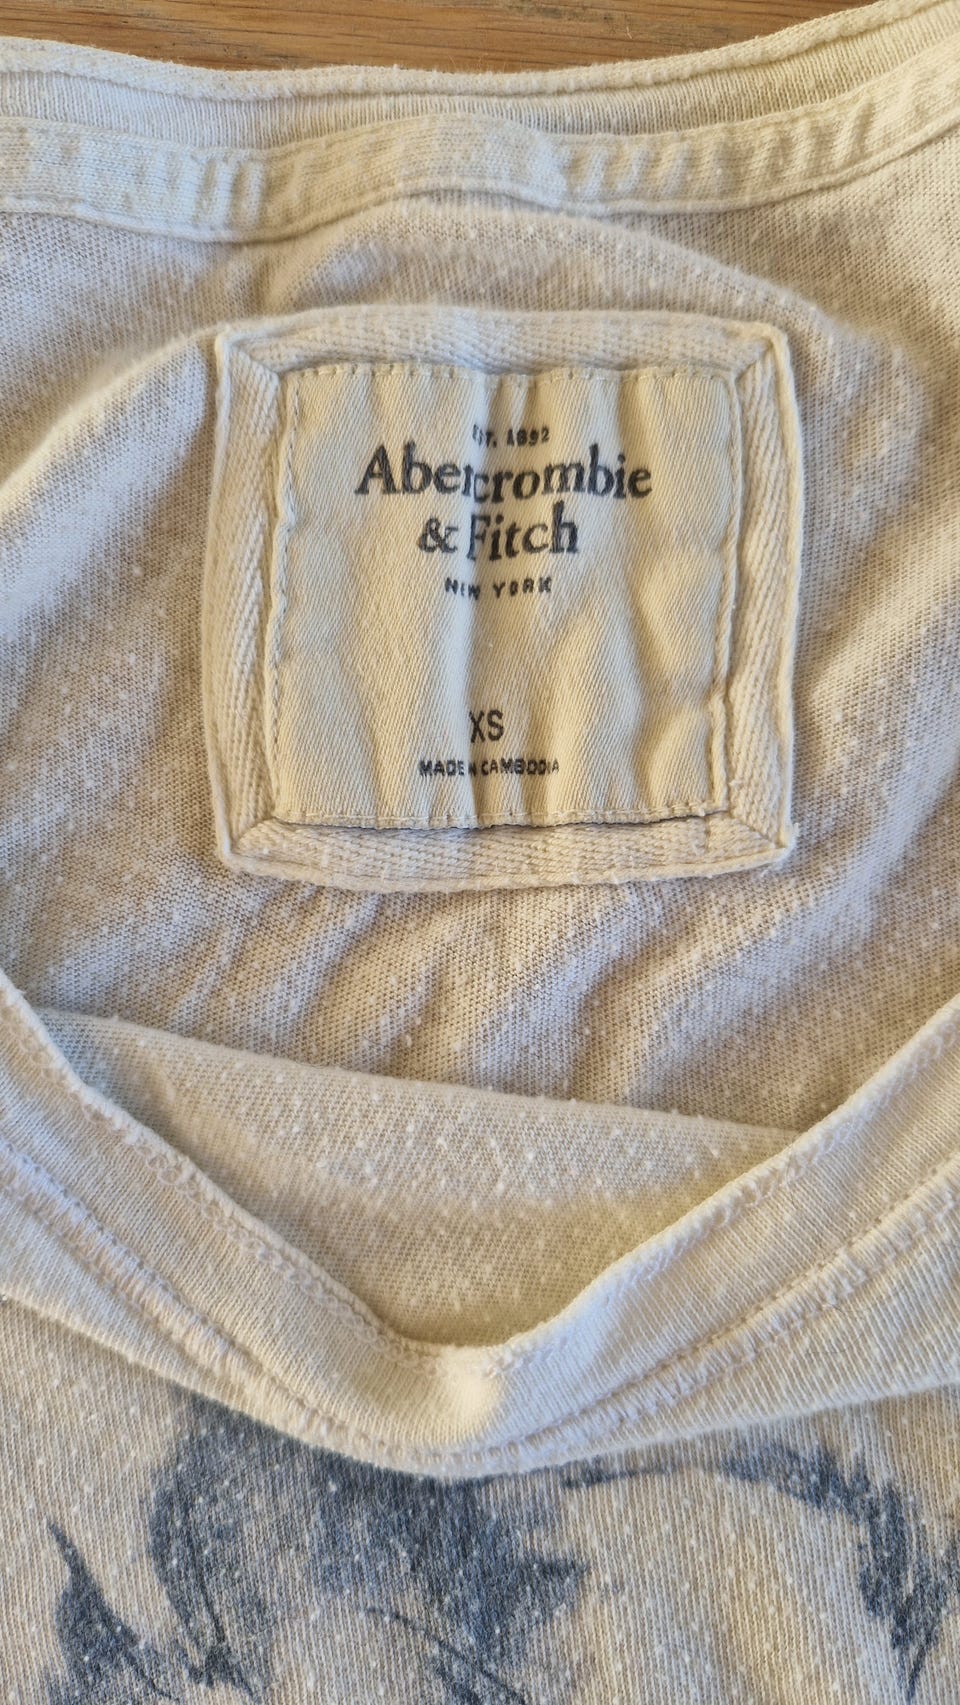 EST. 1892
Abercrombie
& Fitch
NEW YORK
XS
MADE IN CAMBODIA